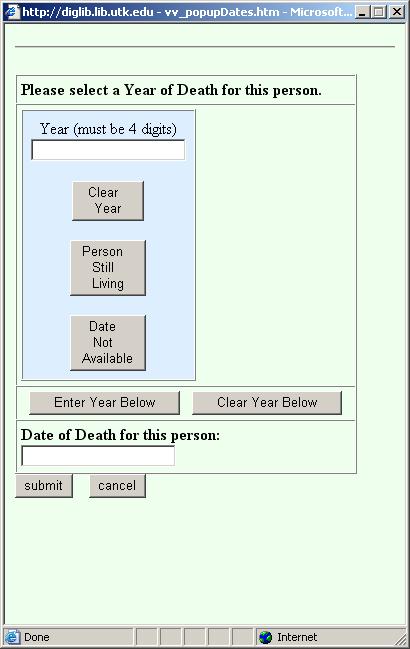 http://diglib.lib.utk.edu - vv_popupDates.htm - Microsoft...
Please select a Year of Death for this person.
Year (must be 4 digits)
Clear
Year
Person
Still
Living
Date
Not
Available
Enter Year Below Clear Year Below
Date of Death for this person:
submit cancel
Done Internet